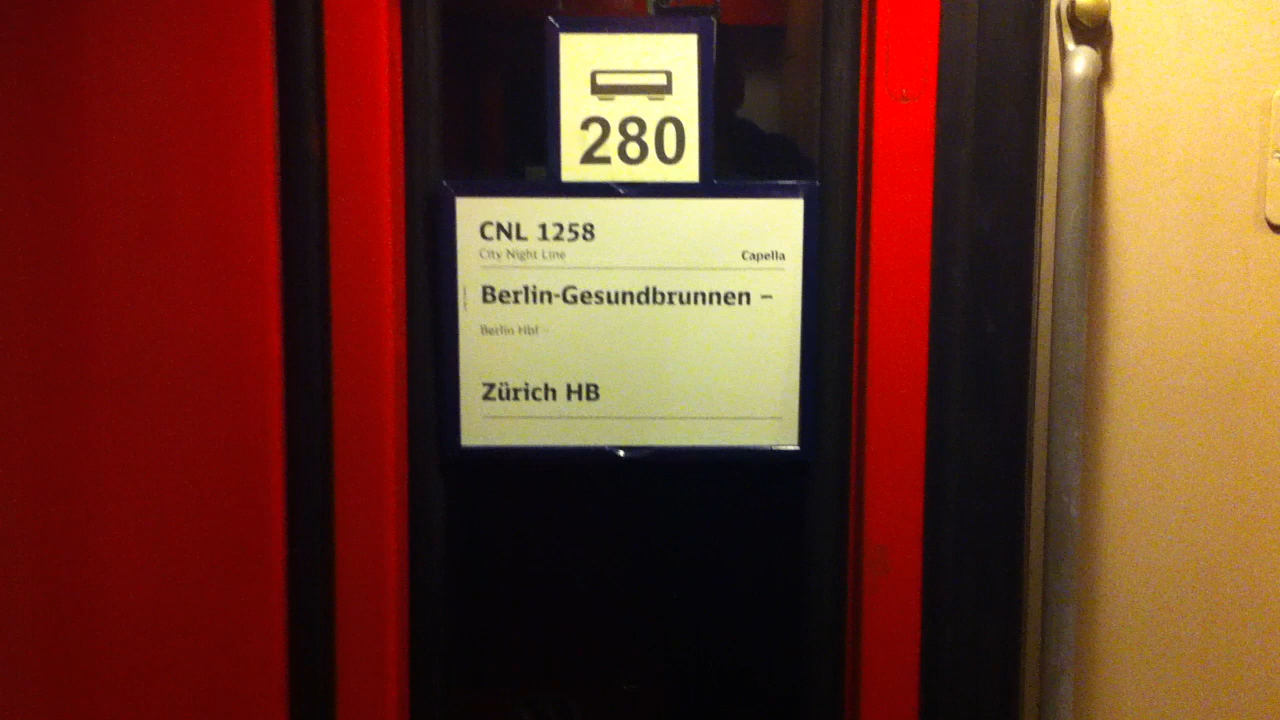 280
CNL 1258
City Night Line
Capella
Berlin-Gesundbrunnen –
Berlin Hbf –
Zürich HB